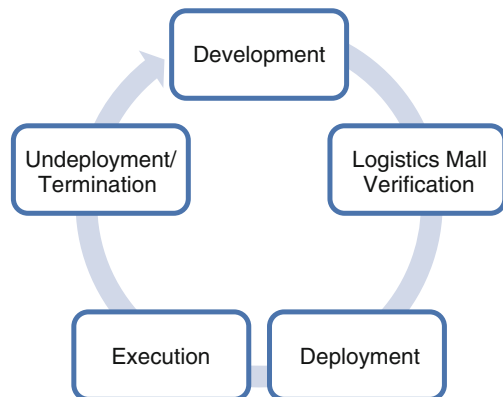 Development
Logistics Mall
Verification
Deployment
Execution
Undeployment/
Termination